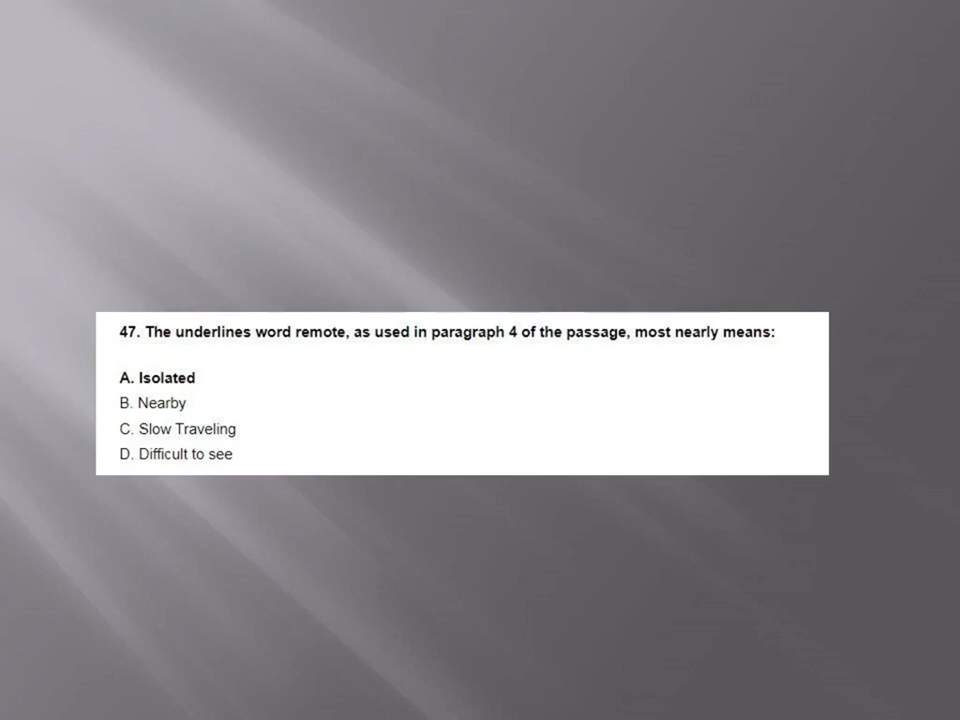 47. The underlines word remote, as used in paragraph 4 of the passage, most nearly means:
A. Isolated
B. Nearby
C. Slow Traveling
D. Difficult to see